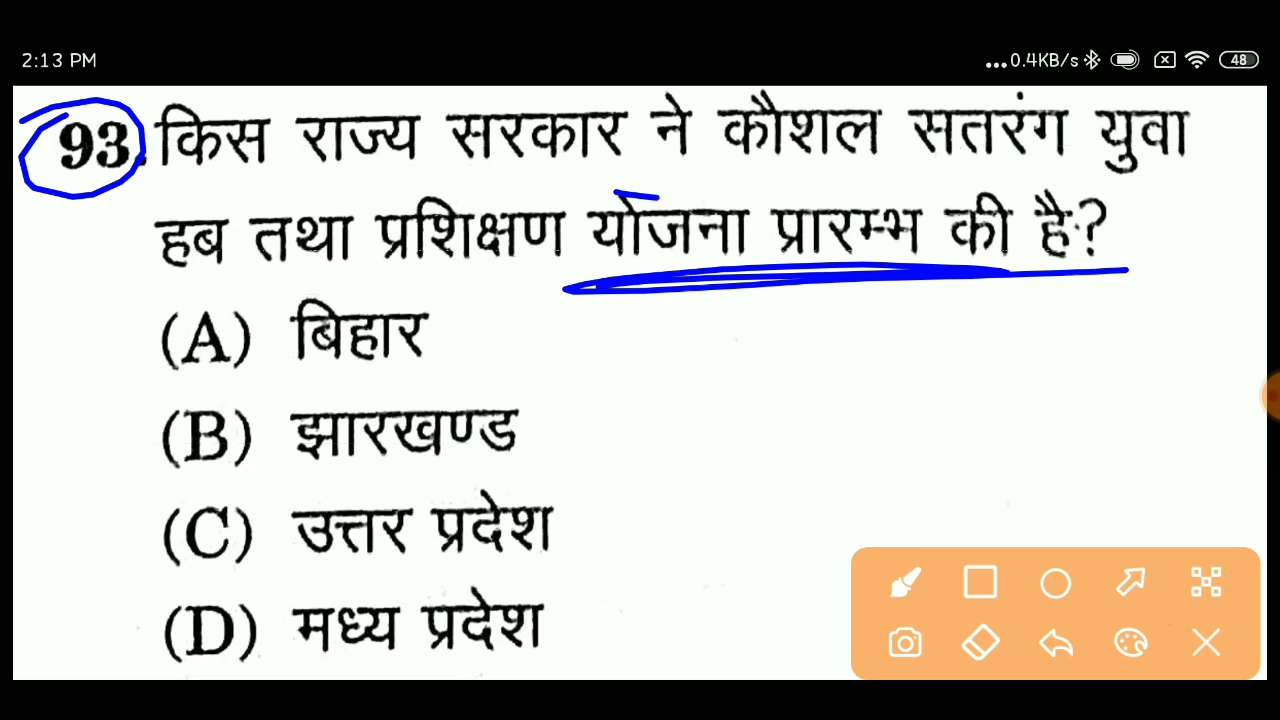 2:13 PM
...0.4KB/s 48
93. किस राज्य सरकार ने कौशल सतरंग युवा
हब तथा प्रशिक्षण योजना प्रारम्भ की है?
(A) बिहार
(B) झारखण्ड
(C) उत्तर प्रदेश
(D) मध्य प्रदेश